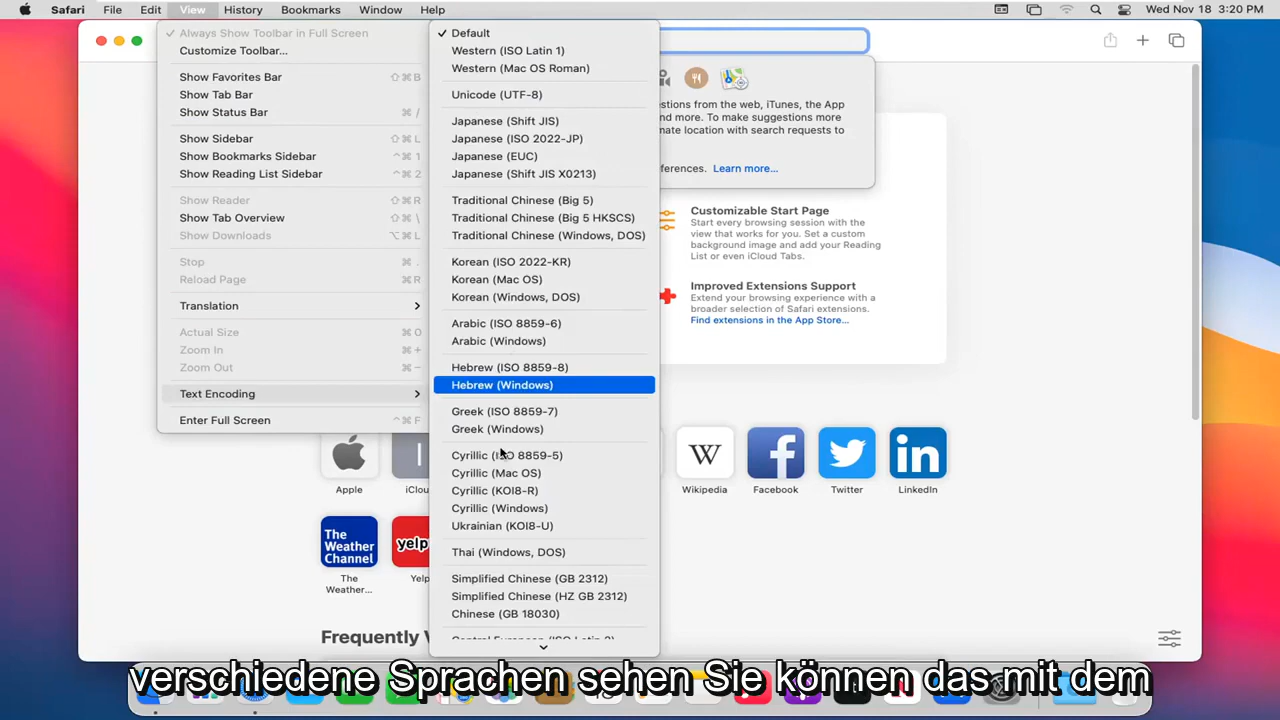 Safari File Edit View History Bookmarks Window Help Wed Nov 18 3:20 PM
Always Show Toolbar in Full Screen
Customize Toolbar...
Show Favorites Bar ⇧⌘B
Show Tab Bar
Show Status Bar ⌘/
Show Sidebar ⇧⌘L
Show Bookmarks Sidebar ^⌘1
Show Reading List Sidebar ^⌘2
Show Reader ⇧⌘R
Show Tab Overview ⇧⌘\
Show Downloads ⌥⌘L
Stop ⌘.
Reload Page ⌘R
Translation >
Actual Size ⌘0
Zoom In ⌘+
Zoom Out ⌘-
Text Encoding >
Enter Full Screen ^⌘F
✓ Default
Western (ISO Latin 1)
Western (Mac OS Roman)
Unicode (UTF-8)
Japanese (Shift JIS)
Japanese (ISO 2022-JP)
Japanese (EUC)
Japanese (Shift JIS X0213)
Traditional Chinese (Big 5)
Traditional Chinese (Big 5 HKSCS)
Traditional Chinese (Windows, DOS)
Korean (ISO 2022-KR)
Korean (Mac OS)
Korean (Windows, DOS)
Arabic (ISO 8859-6)
Arabic (Windows)
Hebrew (ISO 8859-8)
Hebrew (Windows)
Greek (ISO 8859-7)
Greek (Windows)
Cyrillic (ISO 8859-5)
Cyrillic (Mac OS)
Cyrillic (KOI8-R)
Cyrillic (Windows)
Ukrainian (KOI8-U)
Thai (Windows, DOS)
Simplified Chinese (GB 2312)
Simplified Chinese (HZ GB 2312)
Chinese (GB 18030)
Central European (ISO Latin 2)
from the web, iTunes, the App
more. To make suggestions more
location with search requests to
Learn more...
Customizable Start Page
Start every browsing session with the
view that works for you. Set a custom
background image and add your Reading
List or even iCloud Tabs.
Improved Extensions Support
Extend your browsing experience with a
broader selection of Safari extensions.
Find extensions in the App Store...
W
f
in
Apple
Wikipedia
Facebook
Twitter
LinkedIn
The
Weather
Channel
yelp
The
Weather...
Yelp
Frequently
verschiedene Sprachen sehen Sie können das mit dem